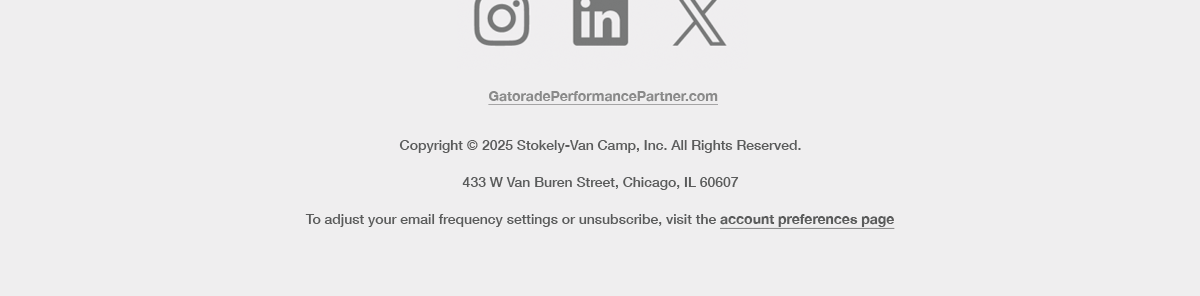 GatoradePerformancePartner.com
Copyright © 2025 Stokely-Van Camp, Inc. All Rights Reserved.
433 W Van Buren Street, Chicago, IL 60607
To adjust your email frequency settings or unsubscribe, visit the account preferences page